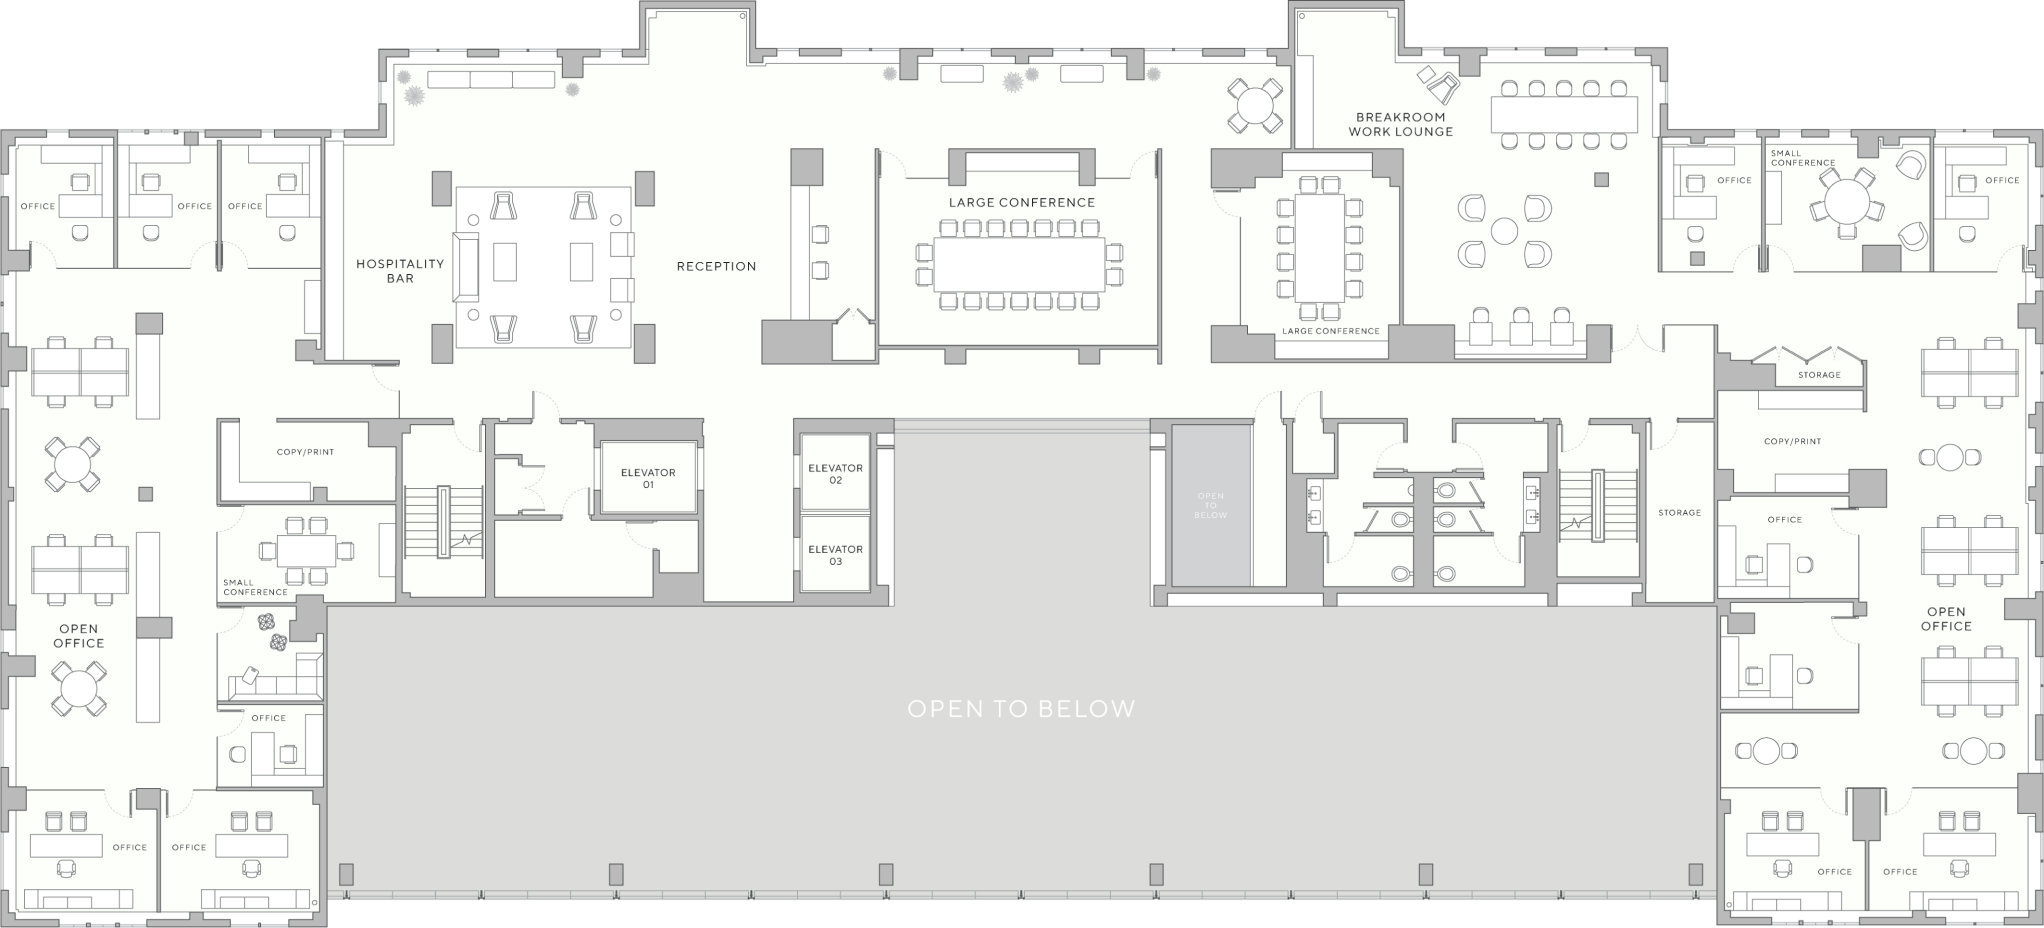 BREAKROOM
WORK LOUNGE
SMALL
CONFERENCE
OFFICE
OFFICE
OFFICE
OFFICE
OFFICE
LARGE CONFERENCE
HOSPITALITY
BAR
RECEPTION
LARGE CONFERENCE
STORAGE
COPY/PRINT
COPY/PRINT
ELEVATOR
01
ELEVATOR
02
OPEN
TO
BELOW
STORAGE
OFFICE
ELEVATOR
03
SMALL
CONFERENCE
OPEN
OFFICE
OPEN
OFFICE
OPEN TO BELOW
OFFICE
OFFICE
OFFICE
OFFICE
OFFICE